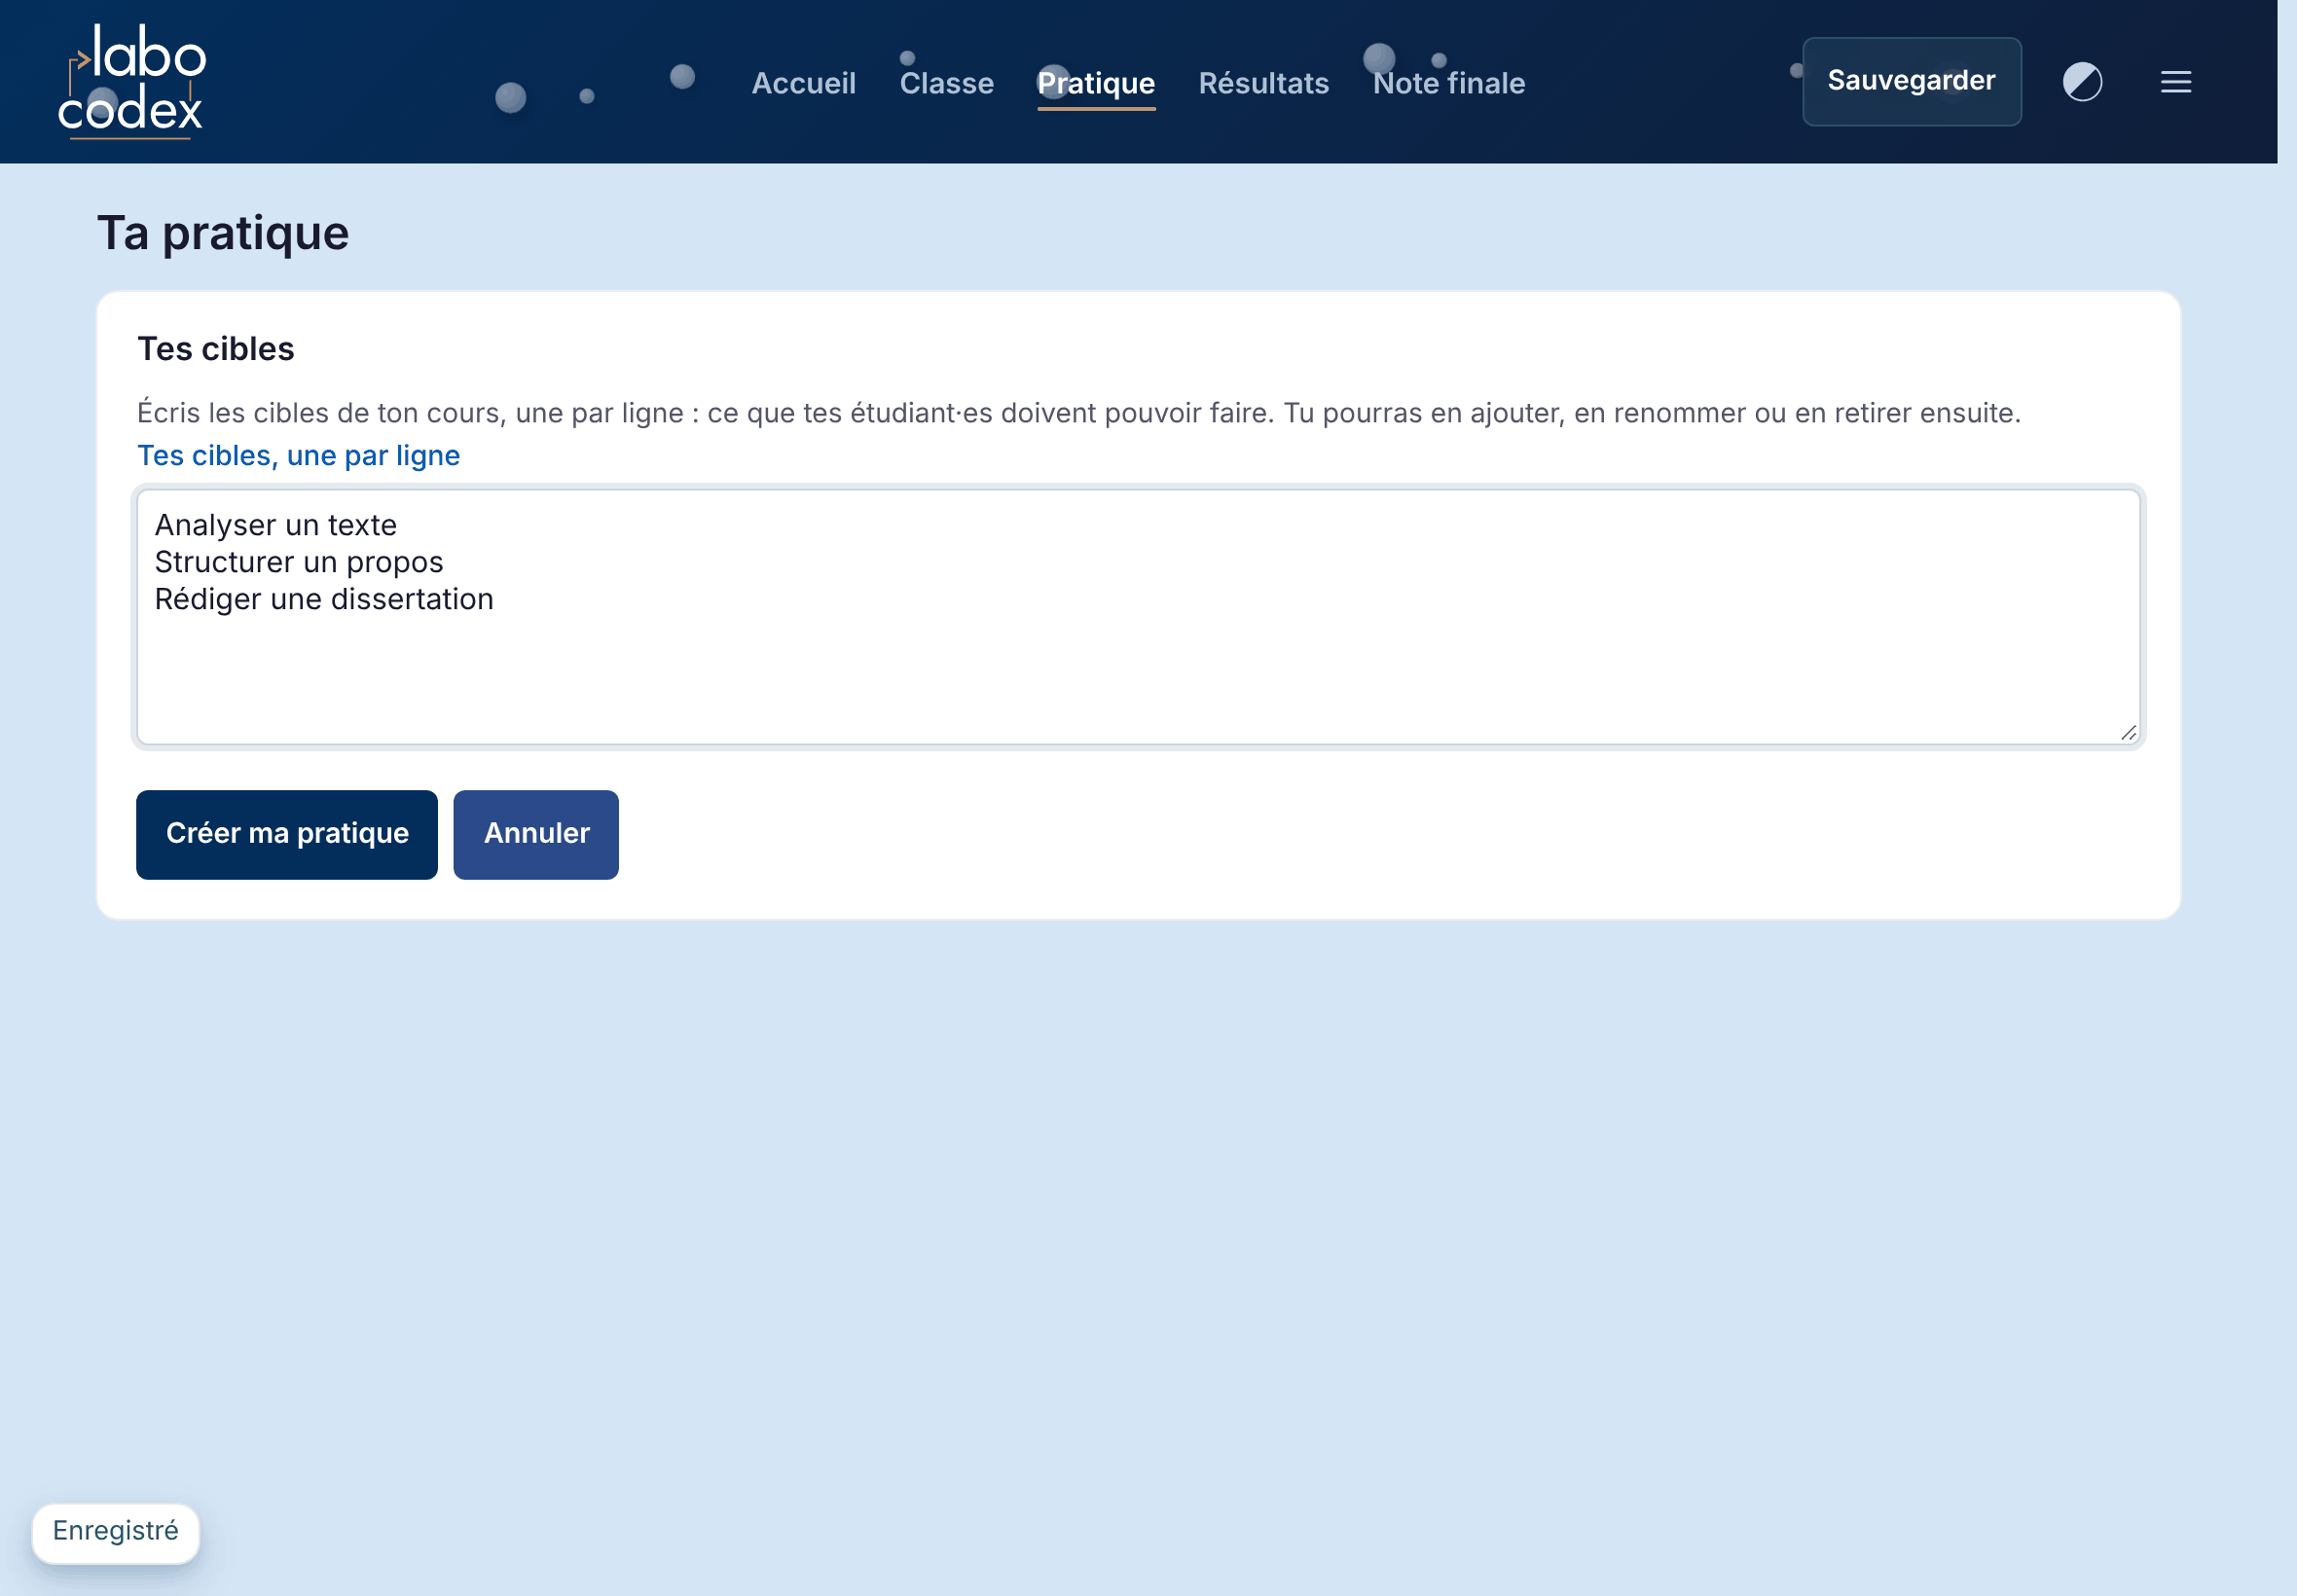 labo
codex
Accueil
Classe
Pratique
Résultats
Note finale
Sauvegarder
Ta pratique
Tes cibles
Écris les cibles de ton cours, une par ligne : ce que tes étudiant·es doivent pouvoir faire. Tu pourras en ajouter, en renommer ou en retirer ensuite.
Tes cibles, une par ligne
Analyser un texte
Structurer un propos
Rédiger une dissertation
Créer ma pratique
Annuler
Enregistré